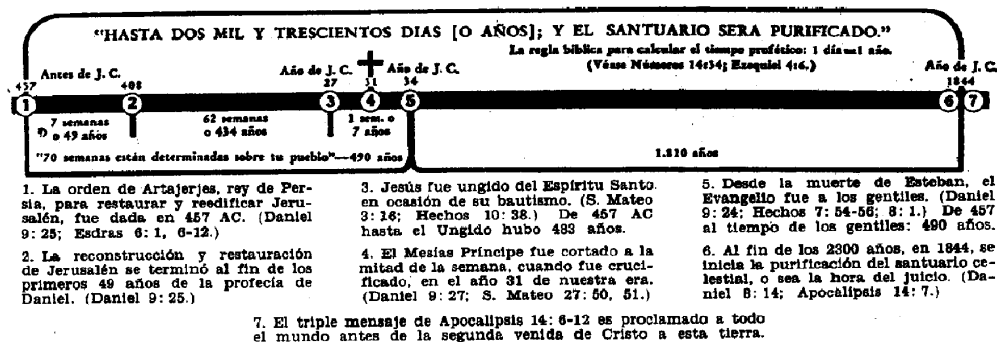 "HASTA DOS MIL Y TRESCIENTOS DIAS [O AÑOS]; Y EL SANTUARIO SERA PURIFICADO."
La regla bíblica para calcular el tiempo profético: 1 día=1 año.
(Véase Números 14:34; Ezequiel 4:6.)
Antes de J. C.
Año de J. C.
Año de J. C.
Año de J. C.
457
408
27
31
34
1844
1
2
3
4
5
6
7
7 semanas
o 49 años
62 semanas
o 434 años
1 sem. o
7 años
"70 semanas están determinadas sobre tu pueblo"—490 años
1.810 años
1. La orden de Artajerjes, rey de Per-
sia, para restaurar y reedificar Jeru-
salén, fue dada en 457 AC. (Daniel
9: 25; Esdras 6: 1, 6-12.)
2. La reconstrucción y restauración
de Jerusalén se terminó al fin de los
primeros 49 años de la profecía de
Daniel. (Daniel 9: 25.)
3. Jesús fue ungido del Espíritu Santo
en ocasión de su bautismo. (S. Mateo
3: 16; Hechos 10: 38.) De 457 AC
hasta el Ungido hubo 483 años.
4. El Mesías Príncipe fue cortado a la
mitad de la semana, cuando fue cruci-
ficado, en el año 31 de nuestra era.
(Daniel 9: 27; S. Mateo 27: 50, 51.)
5. Desde la muerte de Esteban, el
Evangelio fue a los gentiles. (Daniel
9: 24; Hechos 7: 54-56; 8: 1.) De 457
al tiempo de los gentiles: 490 años.
6. Al fin de los 2300 años, en 1844, se
inicia la purificación del santuario ce-
lestial, o sea la hora del juicio. (Da-
niel 8: 14; Apocalipsis 14: 7.)
7. El triple mensaje de Apocalipsis 14: 6-12 es proclamado a todo
el mundo antes de la segunda venida de Cristo a esta tierra.